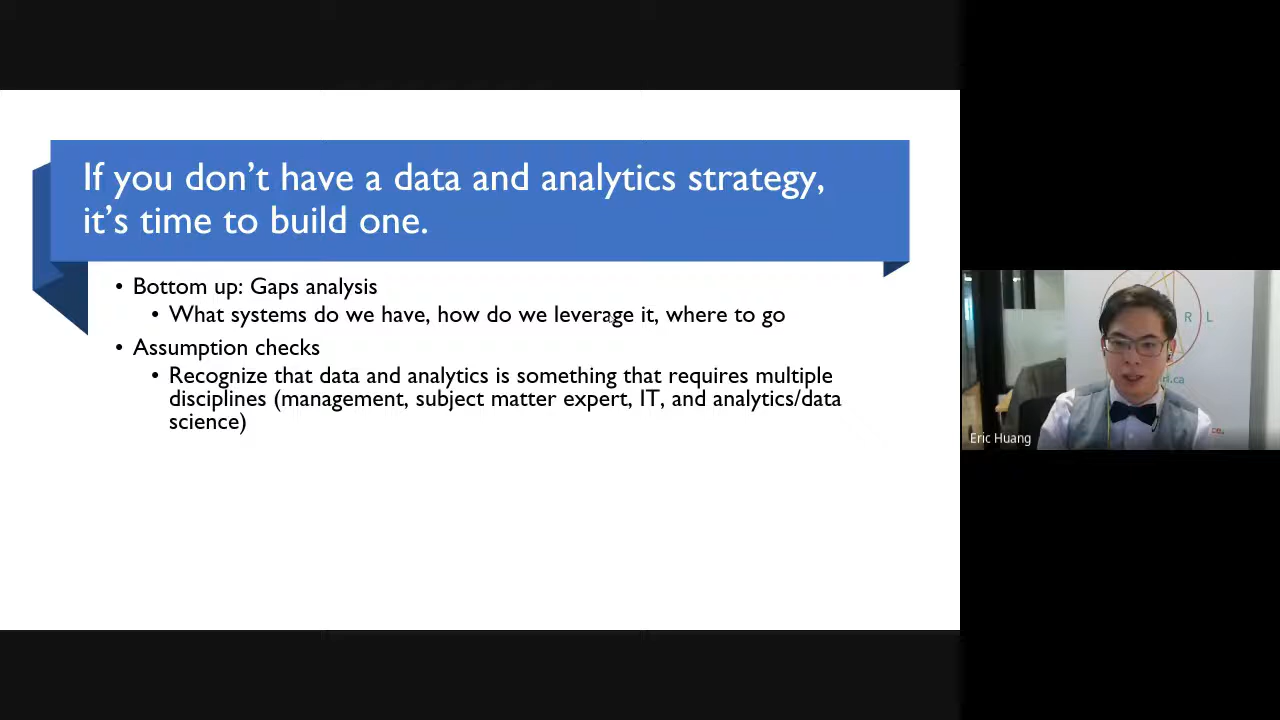 If you don’t have a data and analytics strategy,
it’s time to build one.
• Bottom up: Gaps analysis
• What systems do we have, how do we leverage it, where to go
• Assumption checks
• Recognize that data and analytics is something that requires multiple
disciplines (management, subject matter expert, IT, and analytics/data
science)
R L
rl.ca
Eric Huang